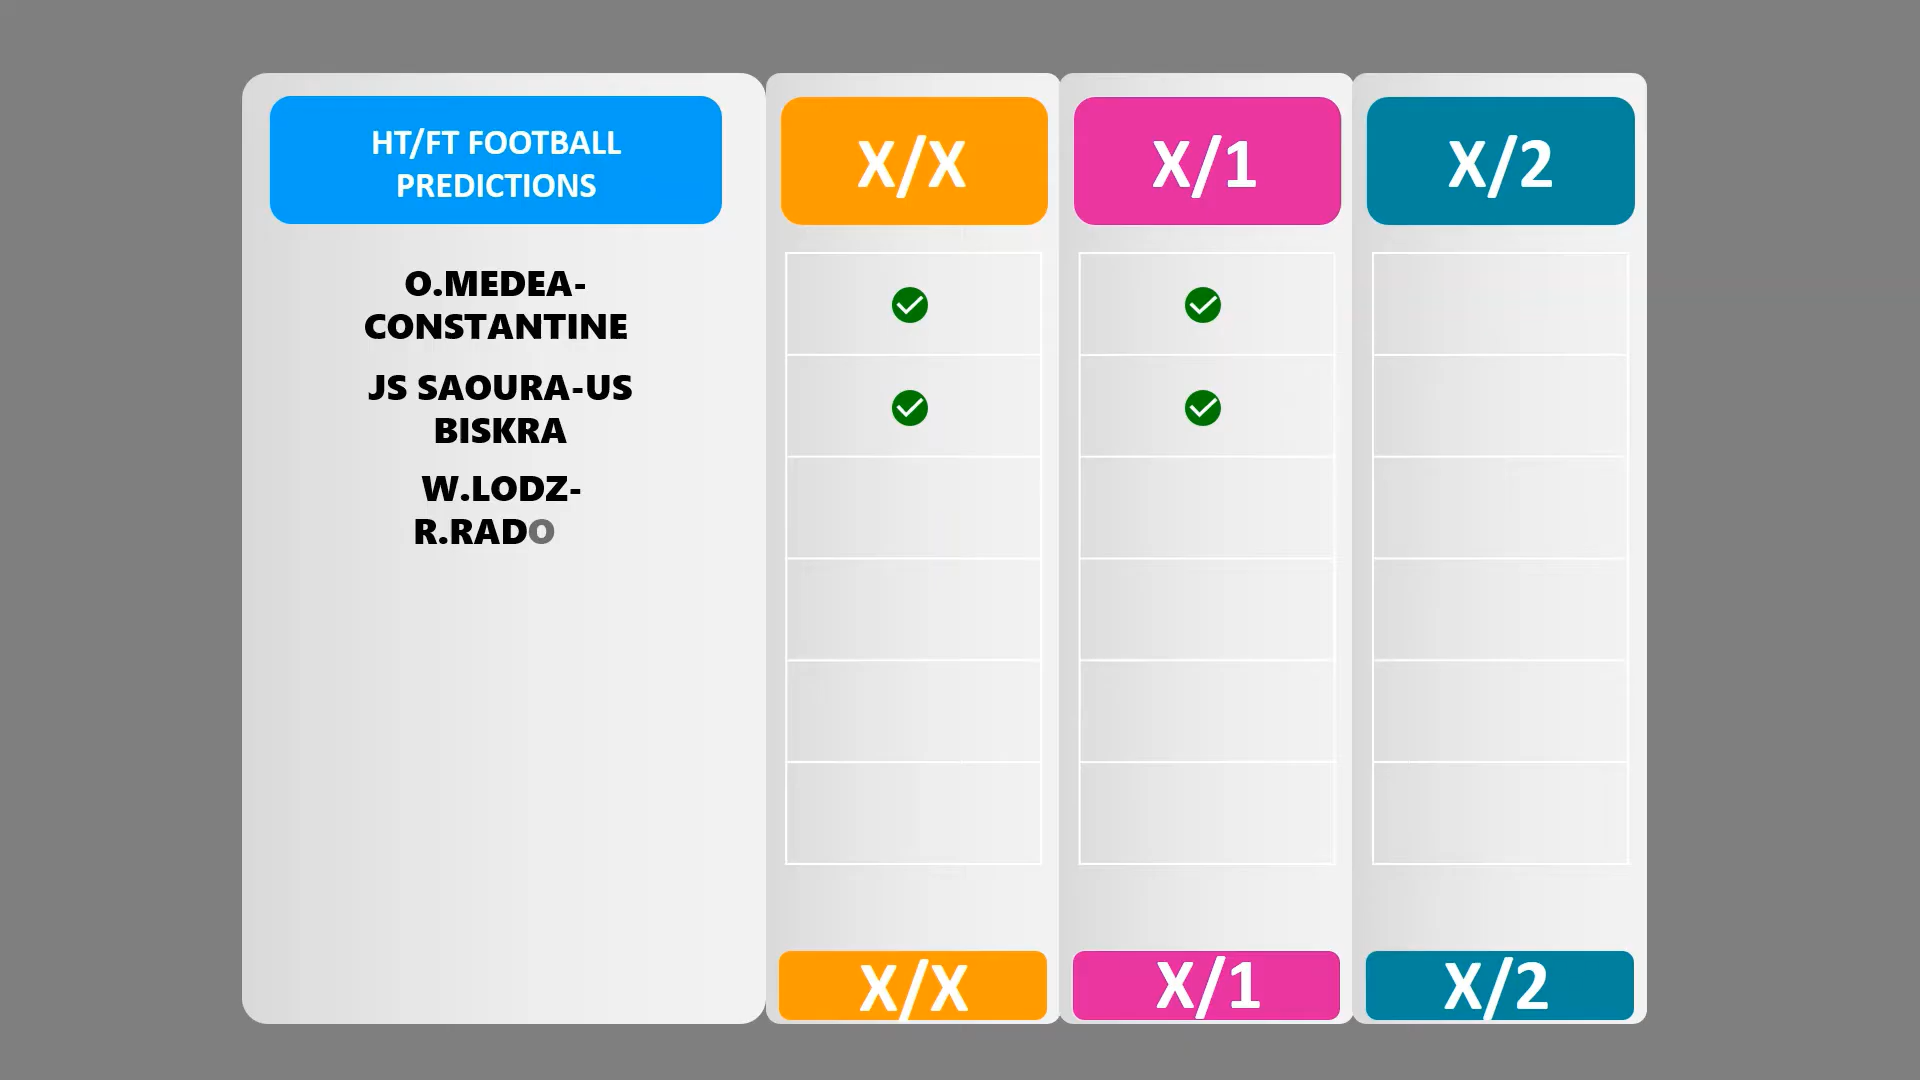 HT/FT FOOTBALL
PREDICTIONS
X/X
X/1
X/2
O.MEDEA-
CONSTANTINE
JS SAOURA-US
BISKRA
W.LODZ-
R.RADO
X/X
X/1
X/2